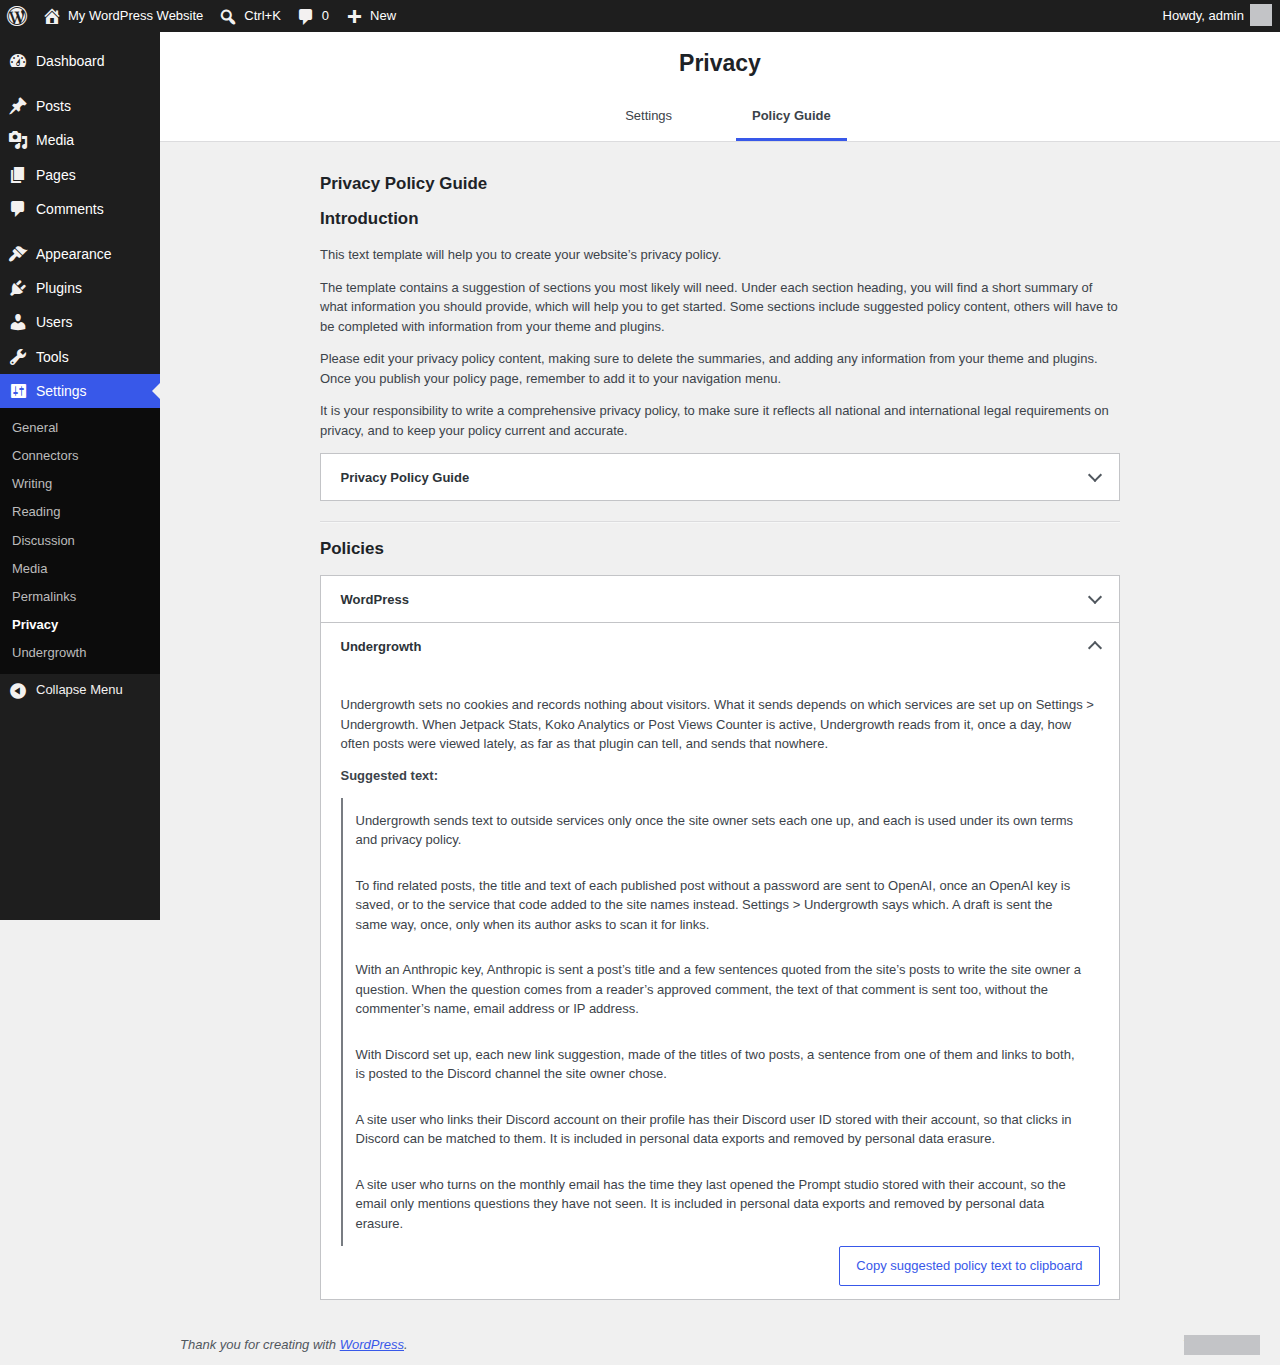 My WordPress Website
Ctrl+K
0
New
Howdy, admin
Dashboard
Posts
Media
Pages
Comments
Appearance
Plugins
Users
Tools
Settings
General
Connectors
Writing
Reading
Discussion
Media
Permalinks
Privacy
Undergrowth
Collapse Menu
Privacy
Settings
Policy Guide
Privacy Policy Guide
Introduction
This text template will help you to create your website’s privacy policy.
The template contains a suggestion of sections you most likely will need. Under each section heading, you will find a short summary of
what information you should provide, which will help you to get started. Some sections include suggested policy content, others will have to
be completed with information from your theme and plugins.
Please edit your privacy policy content, making sure to delete the summaries, and adding any information from your theme and plugins.
Once you publish your policy page, remember to add it to your navigation menu.
It is your responsibility to write a comprehensive privacy policy, to make sure it reflects all national and international legal requirements on
privacy, and to keep your policy current and accurate.
Privacy Policy Guide
Policies
WordPress
Undergrowth
Undergrowth sets no cookies and records nothing about visitors. What it sends depends on which services are set up on Settings >
Undergrowth. When Jetpack Stats, Koko Analytics or Post Views Counter is active, Undergrowth reads from it, once a day, how
often posts were viewed lately, as far as that plugin can tell, and sends that nowhere.
Suggested text:
Undergrowth sends text to outside services only once the site owner sets each one up, and each is used under its own terms
and privacy policy.
To find related posts, the title and text of each published post without a password are sent to OpenAI, once an OpenAI key is
saved, or to the service that code added to the site names instead. Settings > Undergrowth says which. A draft is sent the
same way, once, only when its author asks to scan it for links.
With an Anthropic key, Anthropic is sent a post’s title and a few sentences quoted from the site’s posts to write the site owner a
question. When the question comes from a reader’s approved comment, the text of that comment is sent too, without the
commenter’s name, email address or IP address.
With Discord set up, each new link suggestion, made of the titles of two posts, a sentence from one of them and links to both,
is posted to the Discord channel the site owner chose.
A site user who links their Discord account on their profile has their Discord user ID stored with their account, so that clicks in
Discord can be matched to them. It is included in personal data exports and removed by personal data erasure.
A site user who turns on the monthly email has the time they last opened the Prompt studio stored with their account, so the
email only mentions questions they have not seen. It is included in personal data exports and removed by personal data
erasure.
Copy suggested policy text to clipboard
Thank you for creating with WordPress.